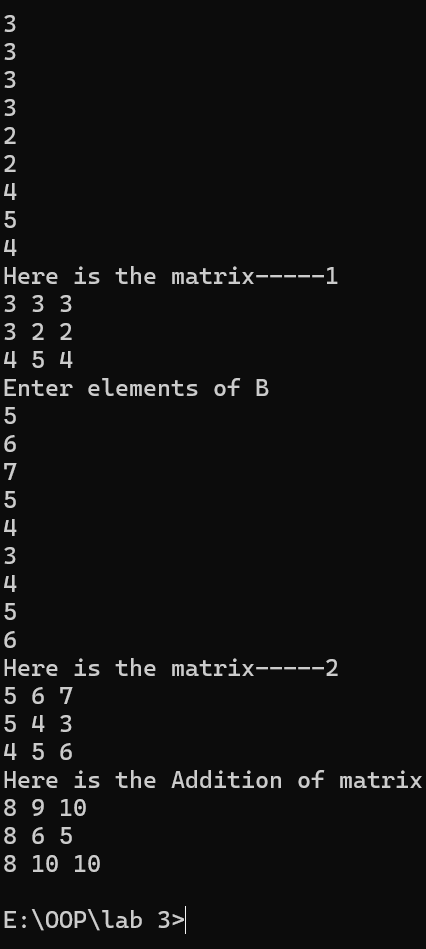 3
3
3
3
2
2
4
5
4
Here is the matrix-----1
3 3 3
3 2 2
4 5 4
Enter elements of B
5
6
7
5
4
3
4
5
6
Here is the matrix-----2
5 6 7
5 4 3
4 5 6
Here is the Addition of matrix
8 9 10
8 6 5
8 10 10
E:\OOP\lab 3>